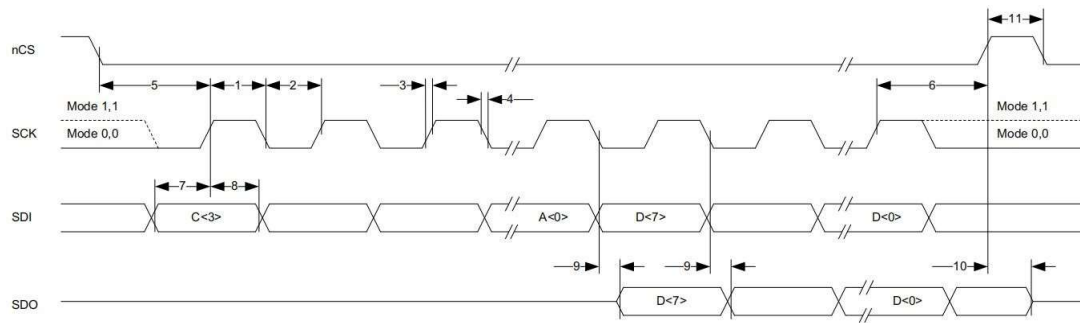 11
nCS
5
1
2
3
4
6
Mode 1,1
Mode 1,1
SCK
Mode 0,0
Mode 0,0
7
8
SDI
C<3>
A<0>
D<7>
D<0>
9
9
10
SDO
D<7>
D<0>